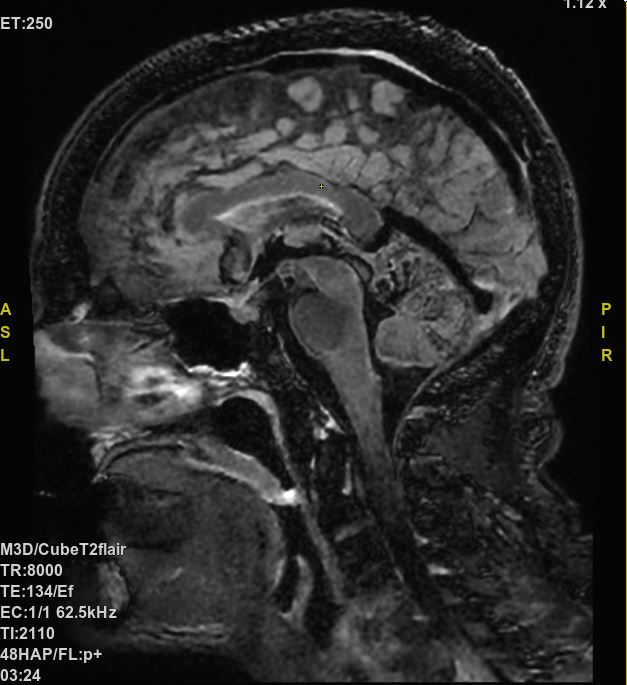 1.12 x
ET:250
A
S
L
P
I
R
M3D/CubeT2flair
TR:8000
TE:134/Ef
EC:1/1 62.5kHz
TI:2110
48HAP/FL:p+
03:24